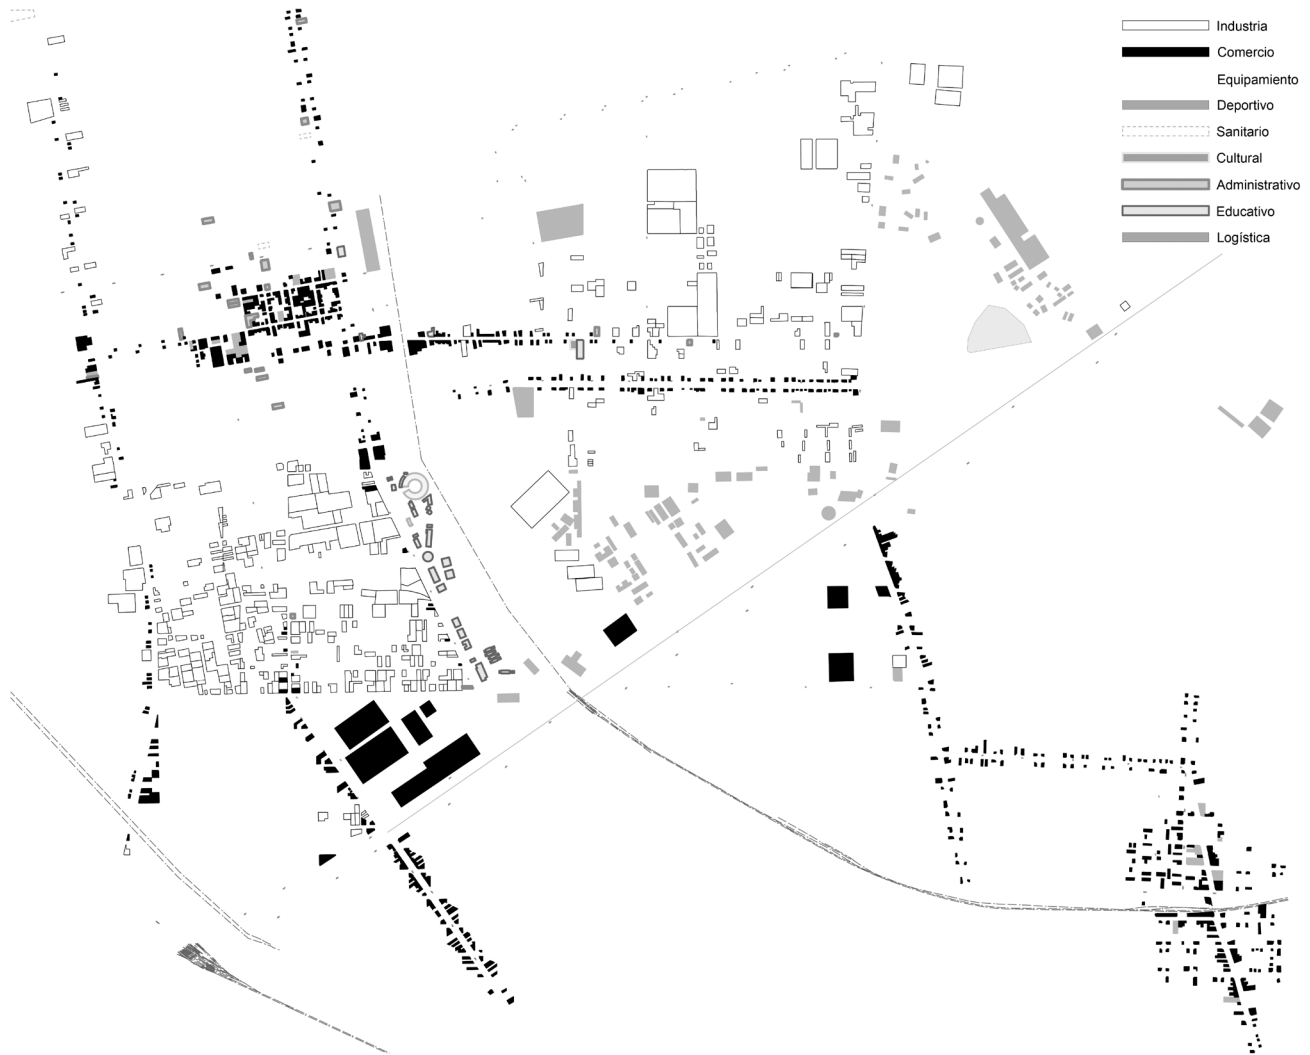 Industria
Comercio
Equipamiento
Deportivo
Sanitario
Cultural
Administrativo
Educativo
Logística